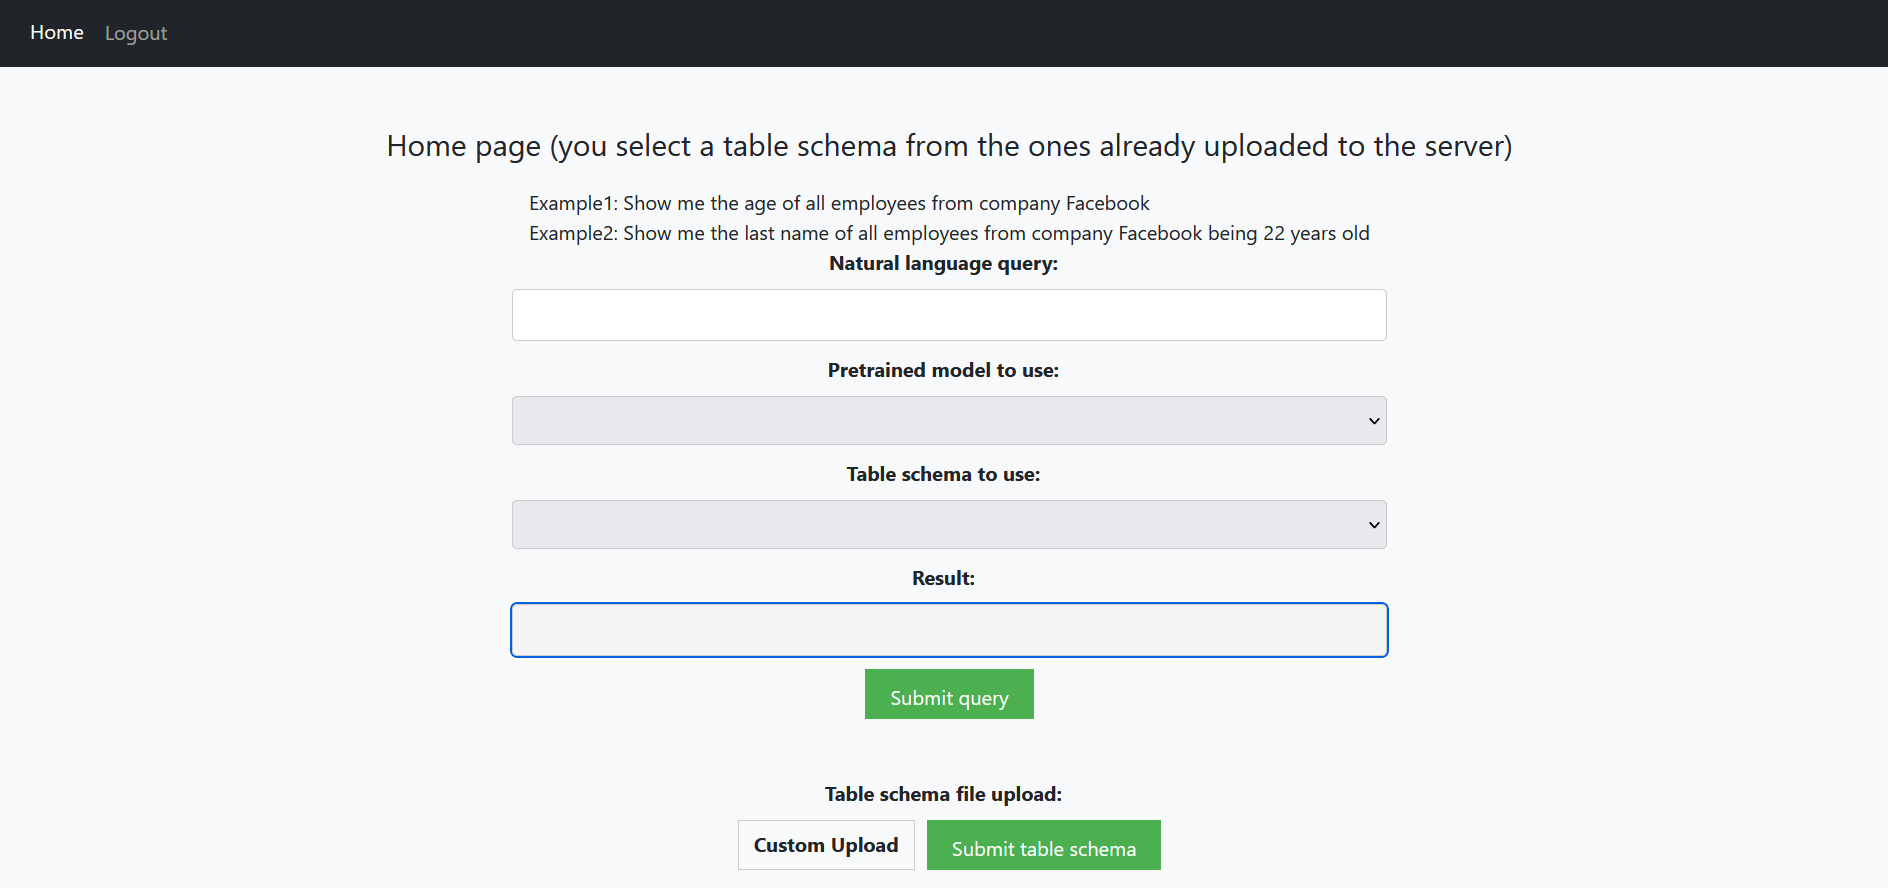 Home Logout
Home page (you select a table schema from the ones already uploaded to the server)
Example1: Show me the age of all employees from company Facebook
Example2: Show me the last name of all employees from company Facebook being 22 years old
Natural language query:
Pretrained model to use:
Table schema to use:
Result:
Submit query
Table schema file upload:
Custom Upload Submit table schema